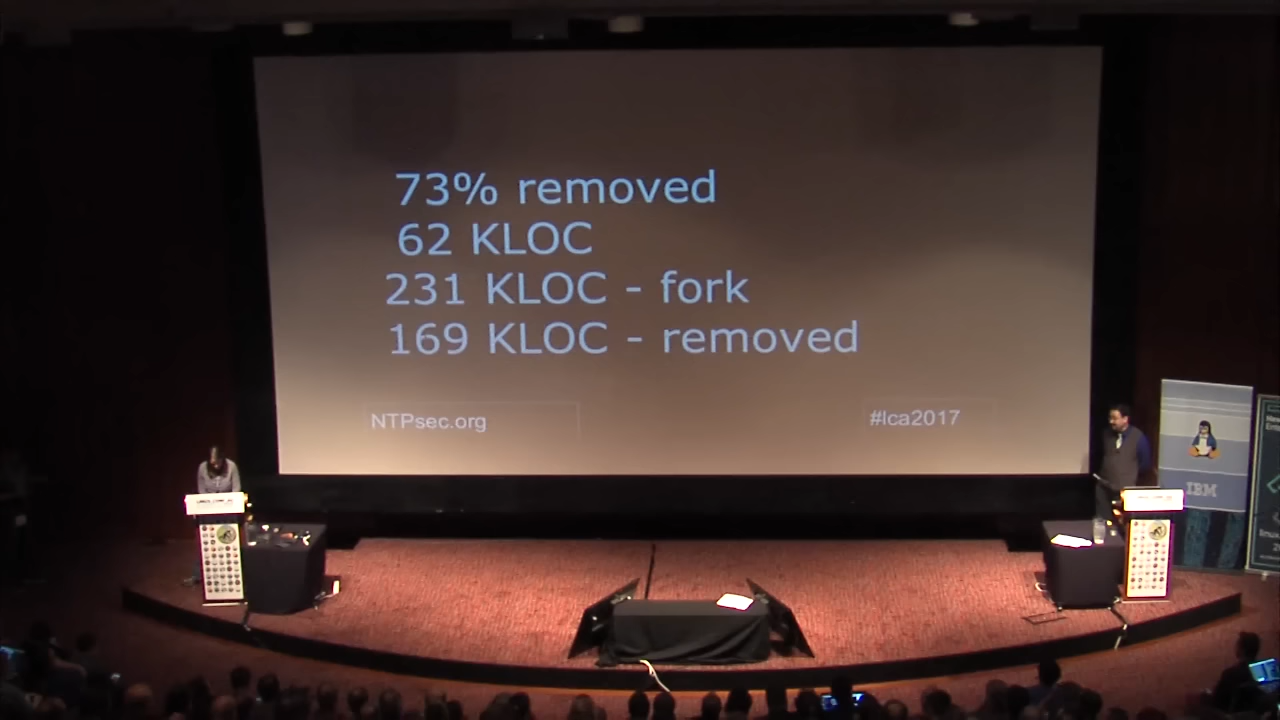 73% removed
62 KLOC
231 KLOC - fork
169 KLOC - removed
NTPsec.org
#lca2017
IBM